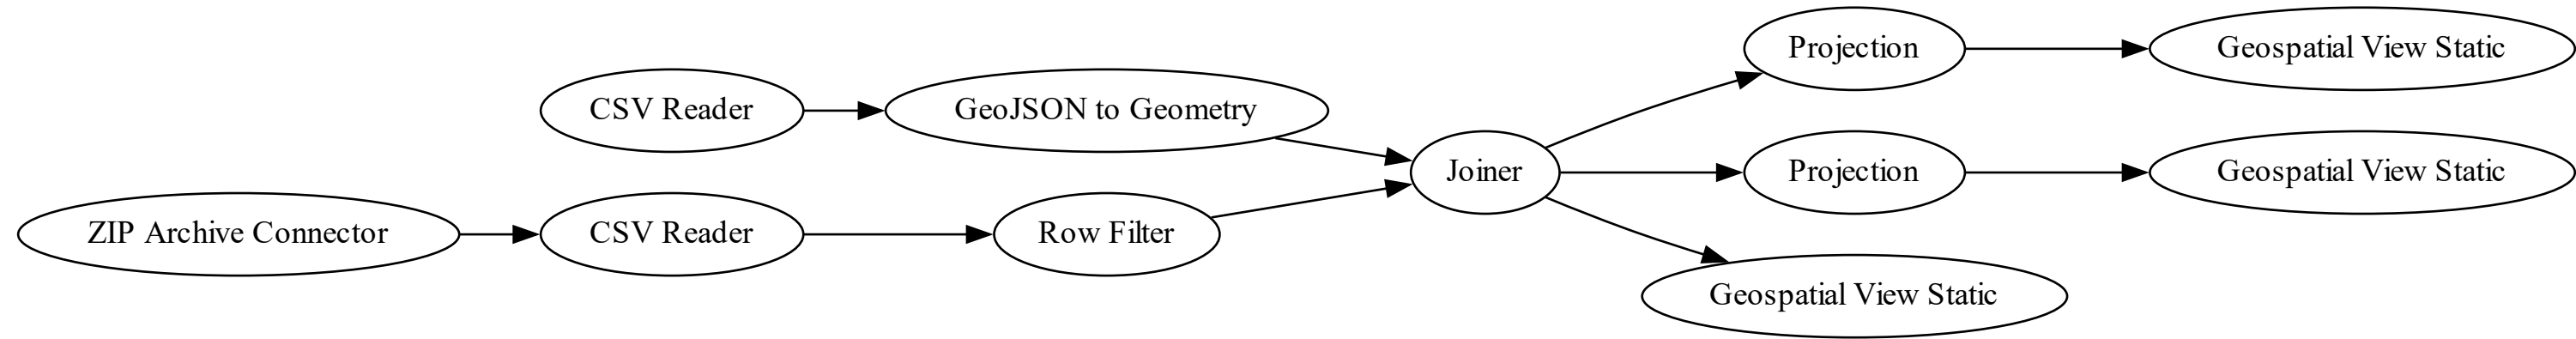 Projection
Geospatial View Static
CSV Reader
GeoJSON to Geometry
Joiner
Projection
Geospatial View Static
ZIP Archive Connector
CSV Reader
Row Filter
Geospatial View Static